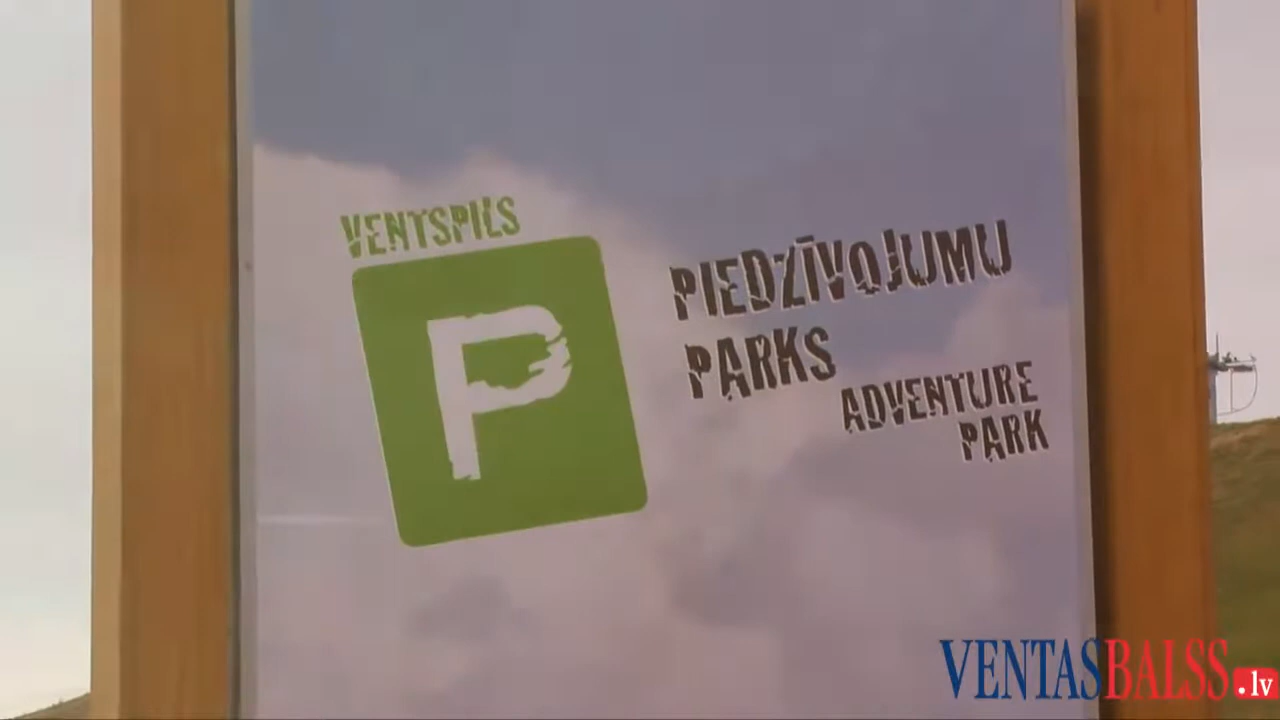 VENTSPILS
P
PIEDZĪVOJUMU
PARKS
ADVENTURE
PARK
VENTASBALSS.lv